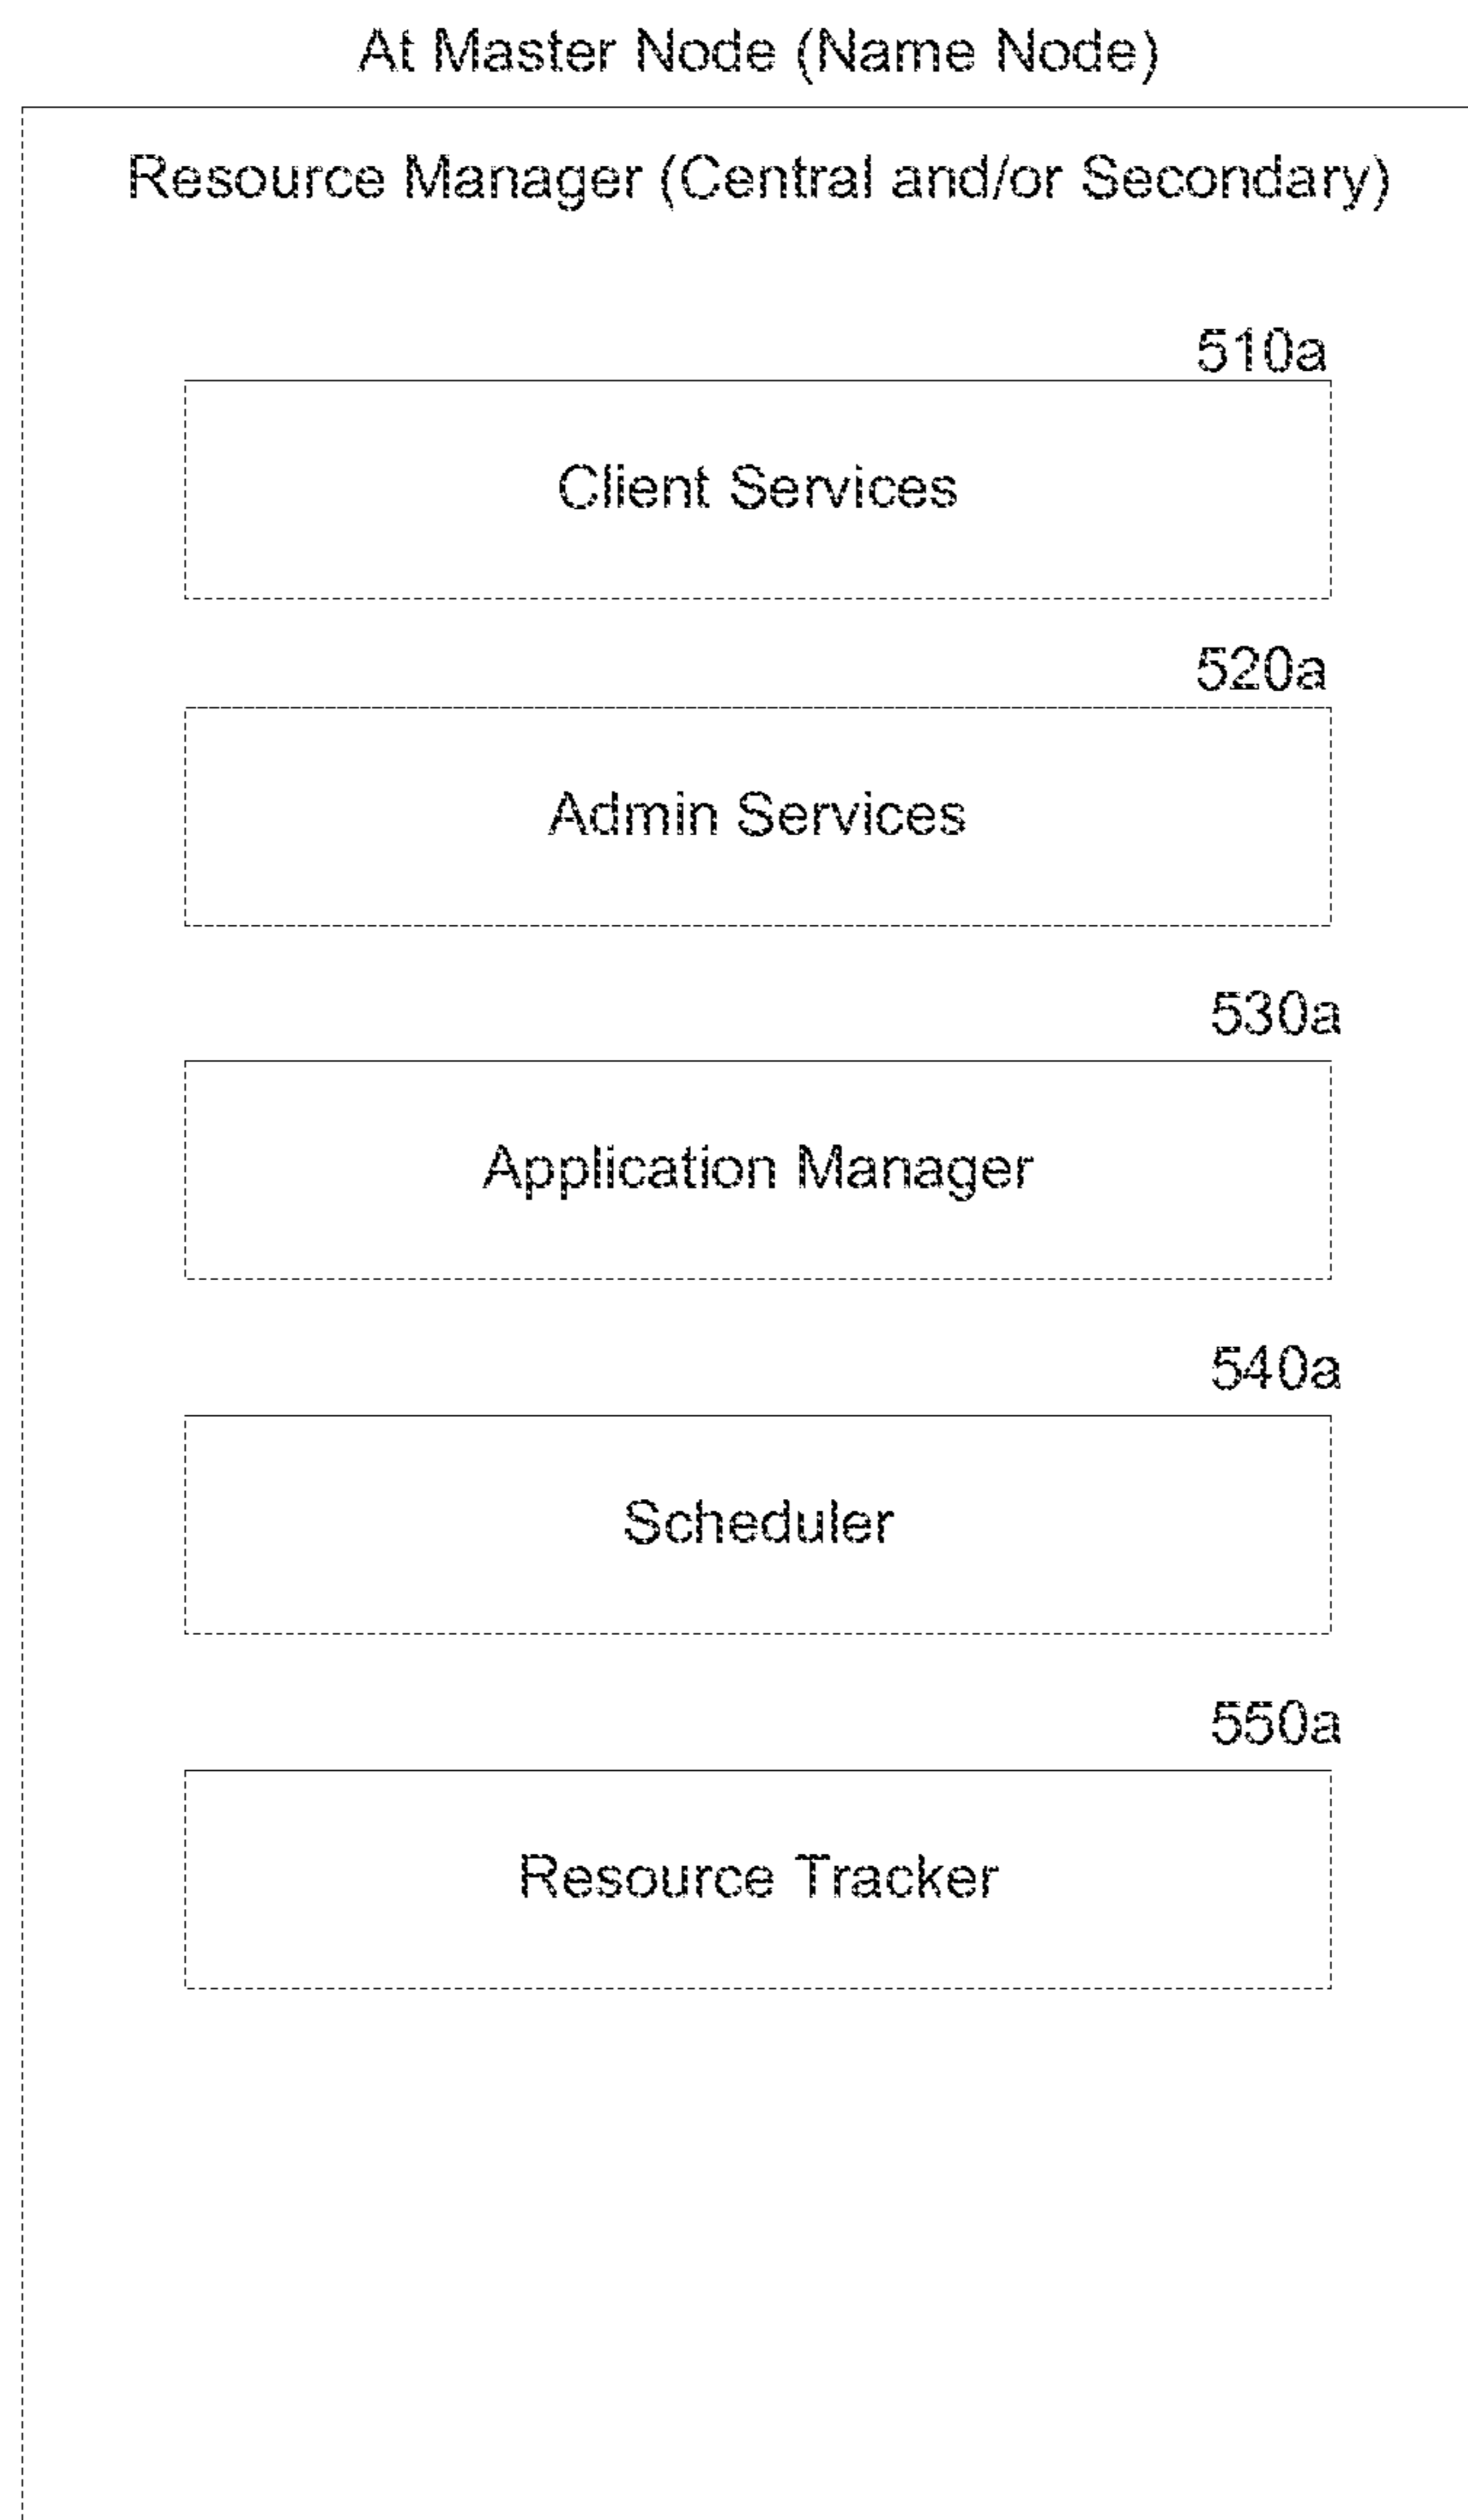 At Master Node (Name Node)
Resource Manager (Central and/or Secondary)
510a
Client Services
520a
Admin Services
530a
Application Manager
540a
Scheduler
550a
Resource Tracker